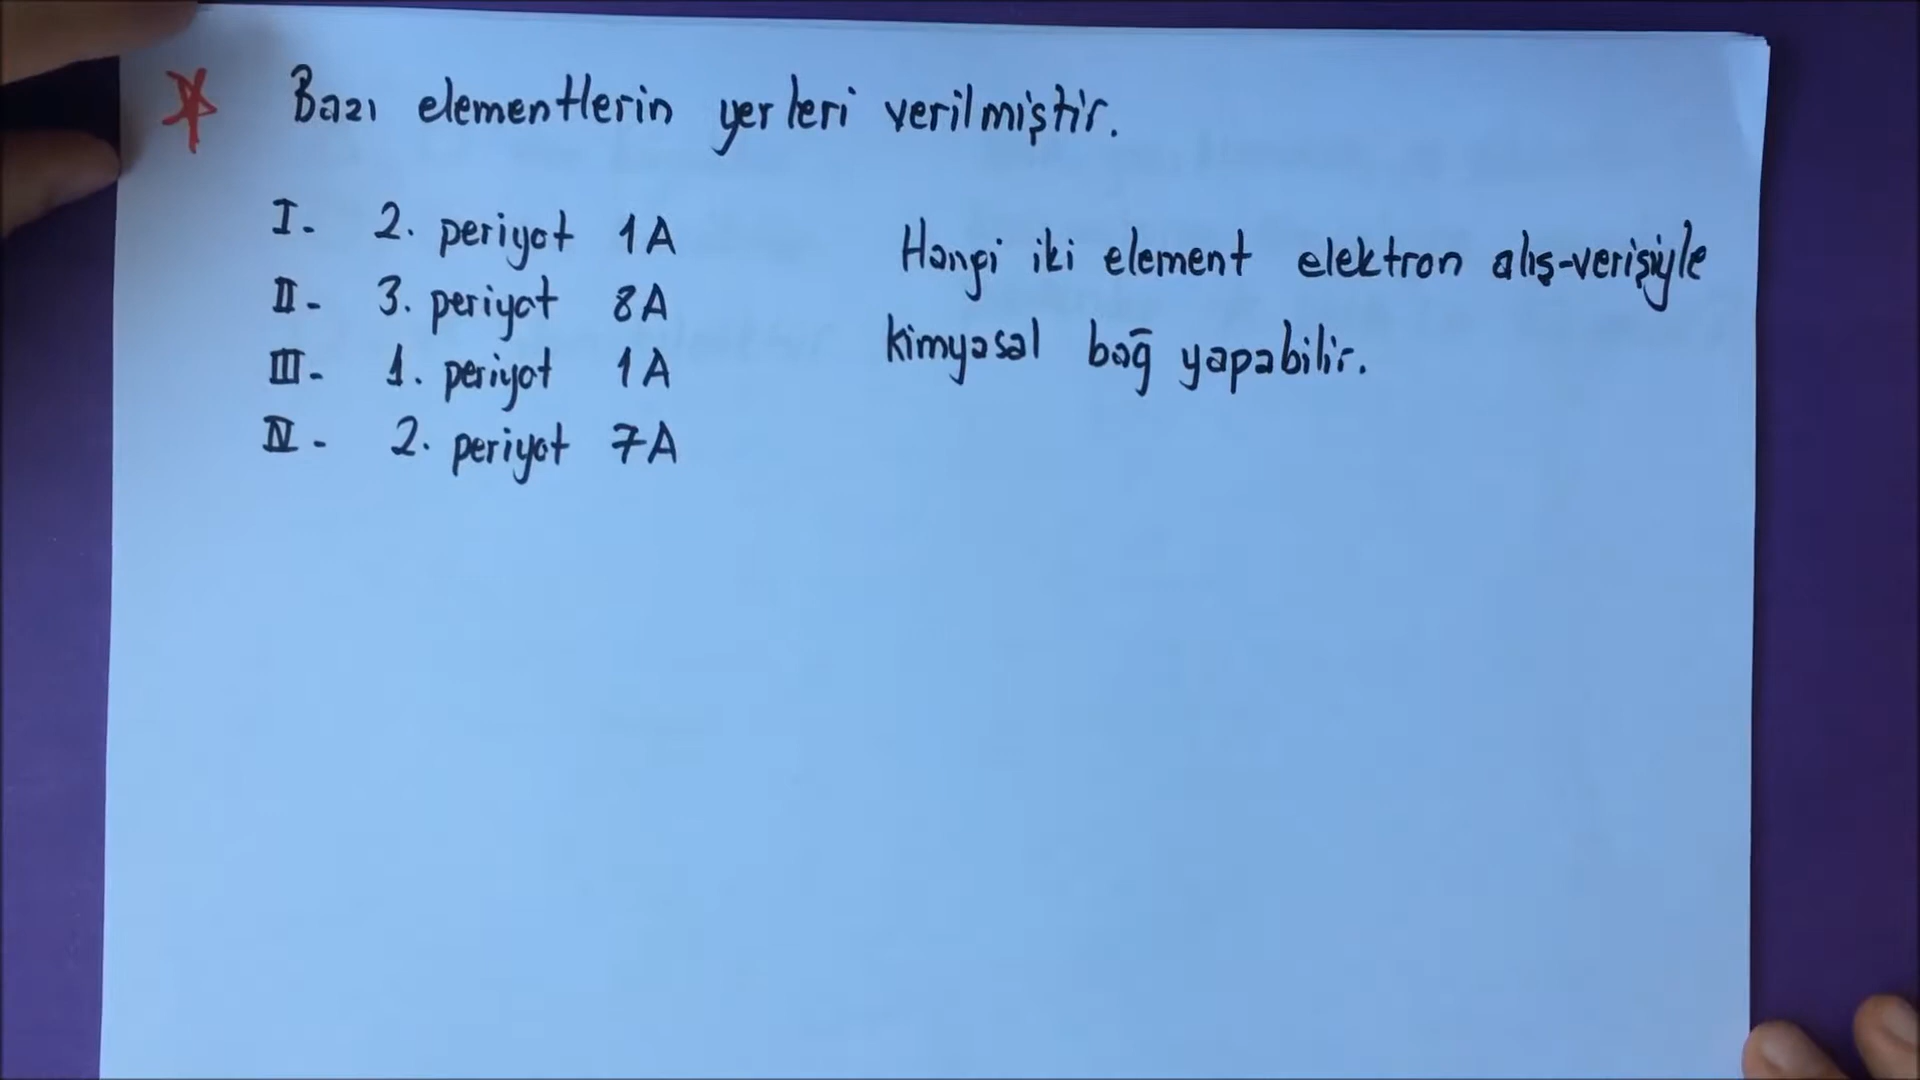 Bazı elementlerin yerleri verilmiştir.
I- 2. periyot 1A
II- 3. periyot 8A
III- 1. periyot 1A
IV- 2. periyot 7A
Hangi iki element elektron alış-verişiyle
kimyasal bağ yapabilir.